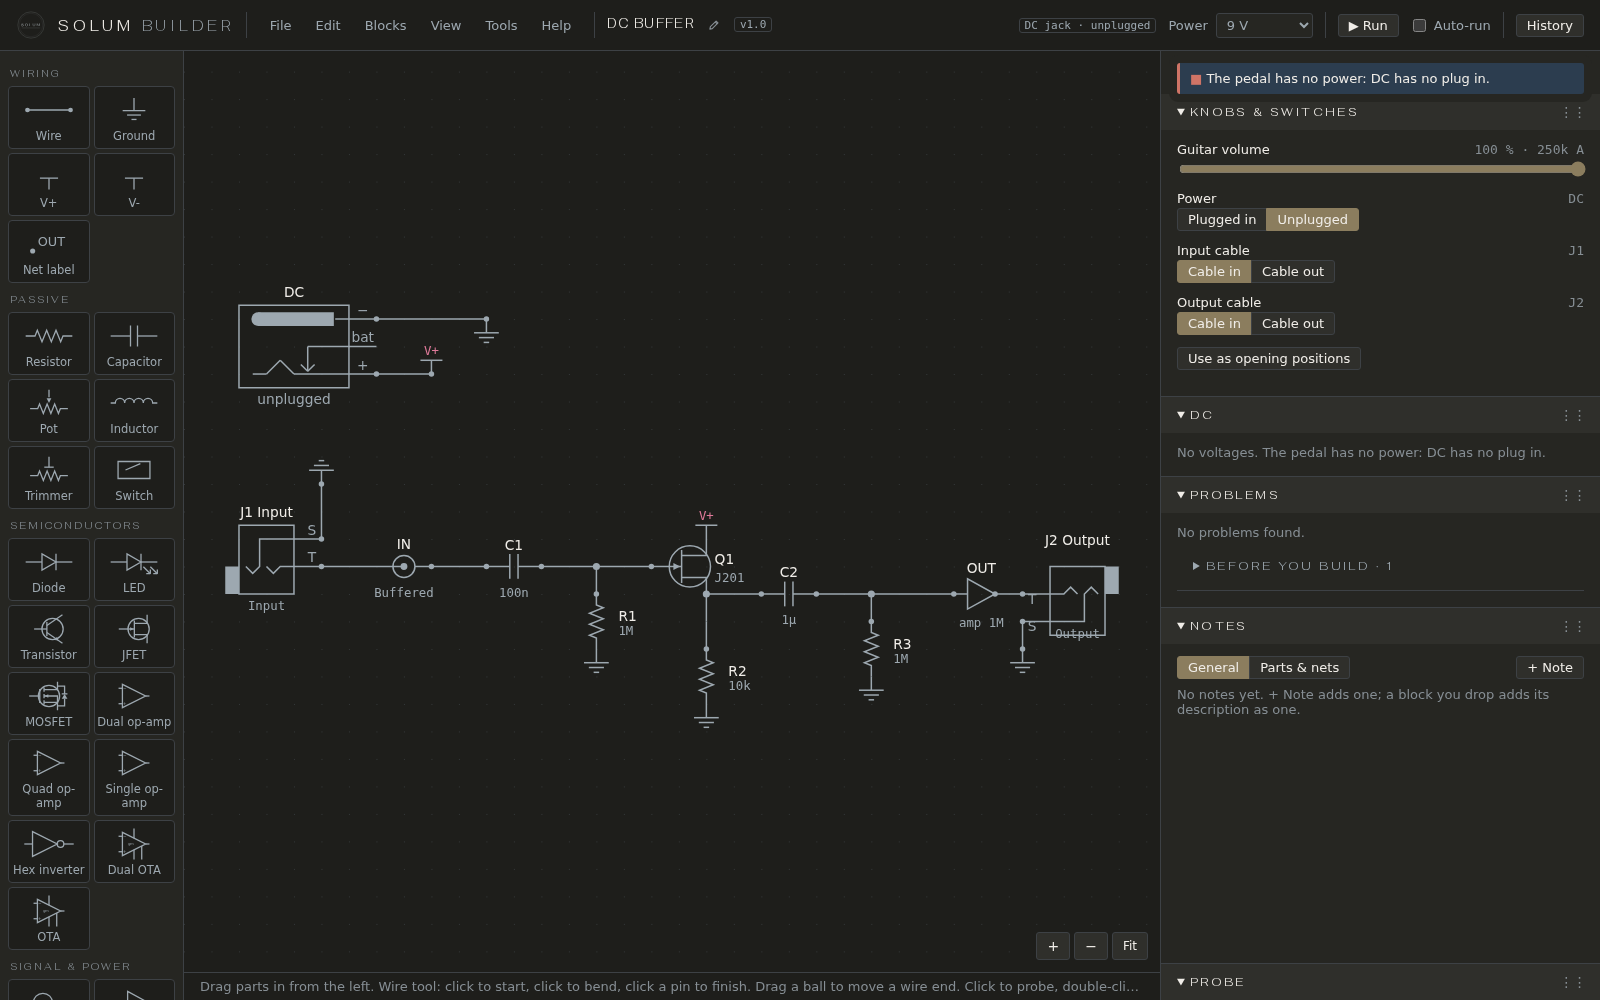 SOLUM BUILDER
File Edit Blocks View Tools Help
DC BUFFER v1.0
DC jack · unplugged Power 9 V
▶ Run Auto-run History
WIRING
Wire Ground
V+ V-
OUT
Net label
PASSIVE
Resistor Capacitor
Pot Inductor
Trimmer Switch
SEMICONDUCTORS
Diode LED
Transistor JFET
MOSFET Dual op-amp
Quad op-amp Single op-amp
Hex inverter Dual OTA
OTA
SIGNAL & POWER
DC
−
bat
V+
+
unplugged
J1 Input
S
T
Input
IN
Buffered
C1
100n
R1
1M
V+
Q1
J201
R2
10k
C2
1µ
R3
1M
OUT
amp 1M
J2 Output
T
S
Output
+ − Fit
Drag parts in from the left. Wire tool: click to start, click to bend, click a pin to finish. Drag a ball to move a wire end. Click to probe, double-cli…
The pedal has no power: DC has no plug in.
KNOBS & SWITCHES
Guitar volume 100 % · 250k A
Power DC
Plugged in Unplugged
Input cable J1
Cable in Cable out
Output cable J2
Cable in Cable out
Use as opening positions
DC
No voltages. The pedal has no power: DC has no plug in.
PROBLEMS
No problems found.
BEFORE YOU BUILD · 1
NOTES
General Parts & nets + Note
No notes yet. + Note adds one; a block you drop adds its
description as one.
PROBE